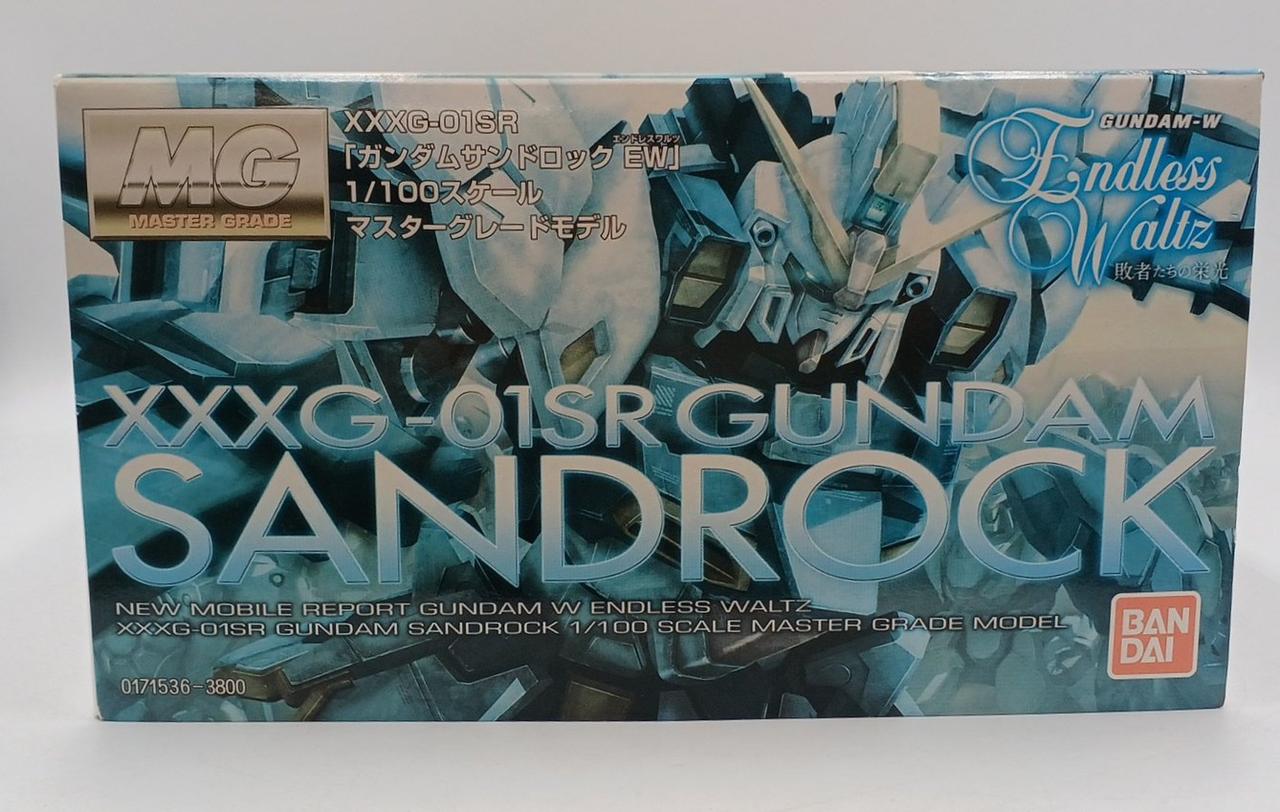 MG
MASTER GRADE
XXXG-01SR
エンドレスワルツ
「ガンダムサンドロック EW」
1/100スケール
マスターグレードモデル
GUNDAM-W
Endless
Waltz
敗者たちの栄光
XXXG-01SR GUNDAM
SANDROCK
NEW MOBILE REPORT GUNDAM W ENDLESS WALTZ
XXXG-01SR GUNDAM SANDROCK 1/100 SCALE MASTER GRADE MODEL
0171536-3800
BAN
DAI